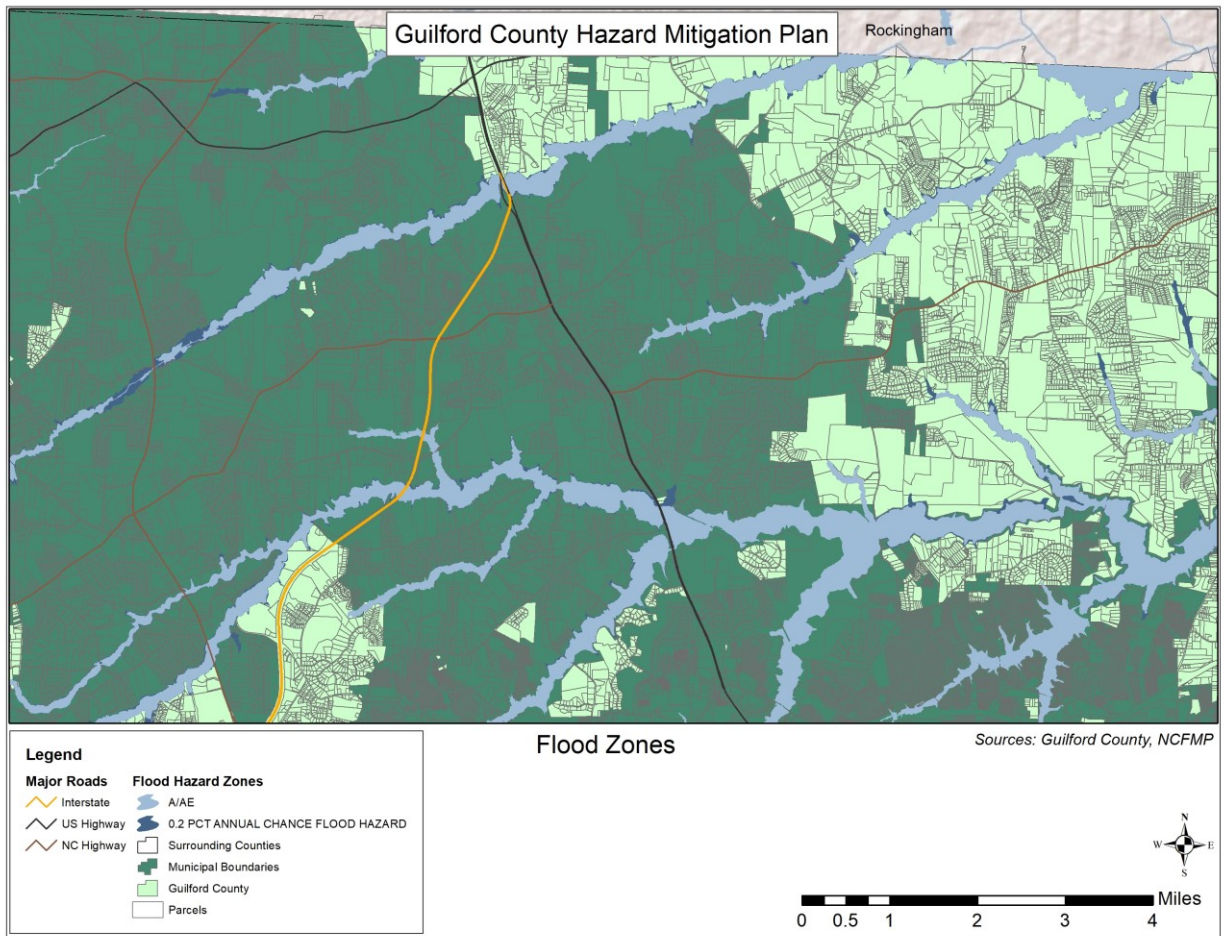 Guilford County Hazard Mitigation Plan
Rockingham
Flood Zones
Sources: Guilford County, NCFMP
Legend
Major Roads
Interstate
US Highway
NC Highway
Flood Hazard Zones
A/AE
0.2 PCT ANNUAL CHANCE FLOOD HAZARD
Surrounding Counties
Municipal Boundaries
Guilford County
Parcels
N
W E
S
Miles
0 0.5 1 2 3 4